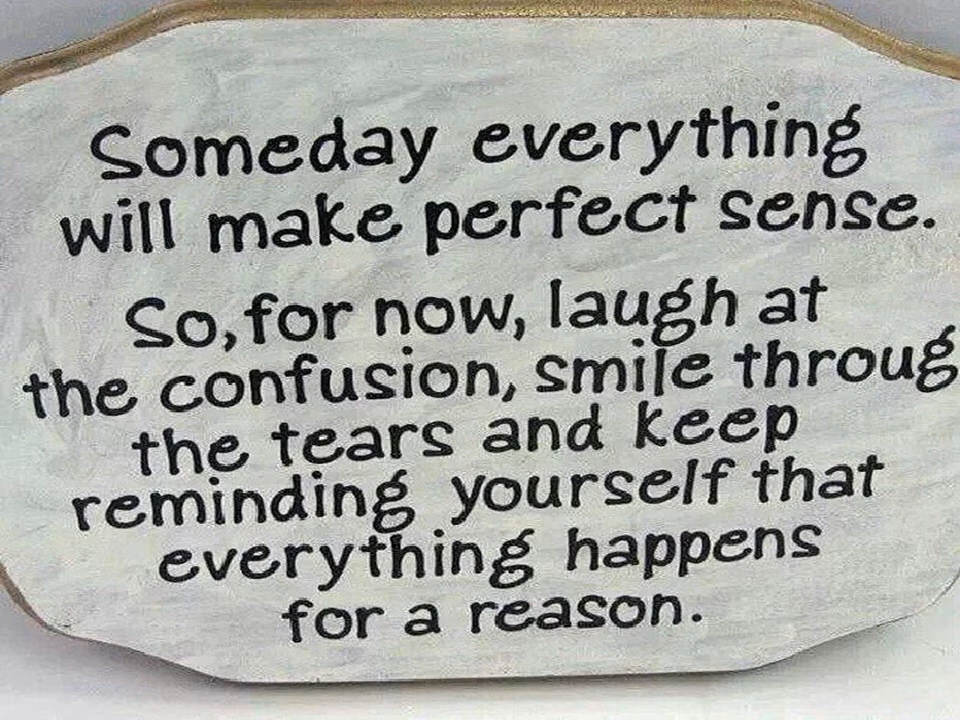 Someday everything
will make perfect sense.
So, for now, laugh at
the confusion, smile throug
the tears and keep
reminding yourself that
everything happens
for a reason.